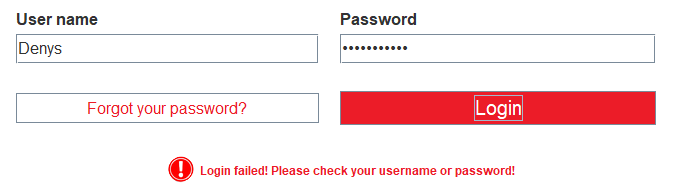 User name
Password
Denys
•••••••••••
Forgot your password?
Login
Login failed! Please check your username or password!